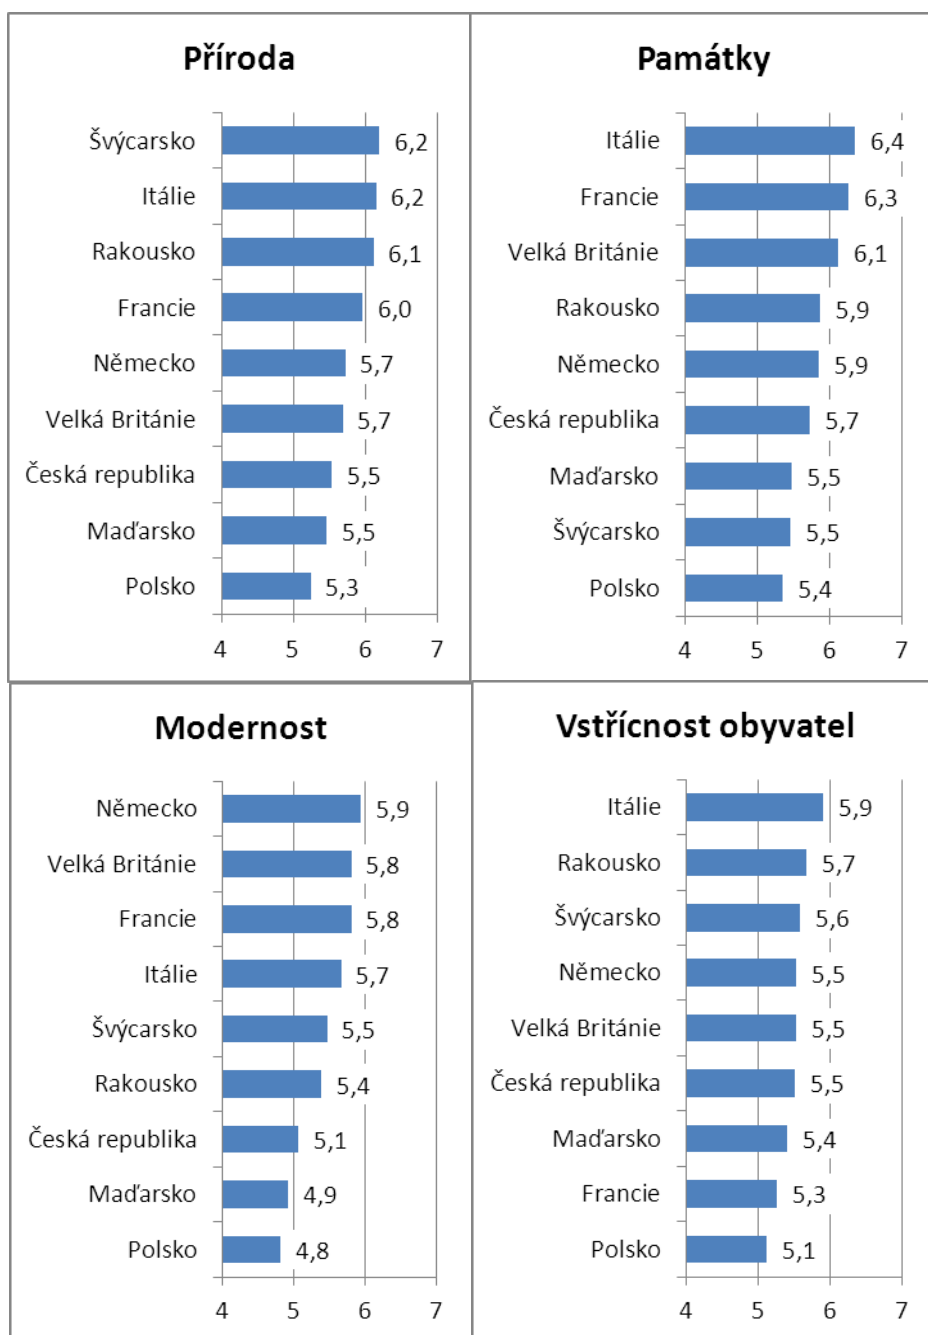 Příroda
Švýcarsko 6,2
Itálie 6,2
Rakousko 6,1
Francie 6,0
Německo 5,7
Velká Británie 5,7
Česká republika 5,5
Maďarsko 5,5
Polsko 5,3
4 5 6 7
Památky
Itálie 6,4
Francie 6,3
Velká Británie 6,1
Rakousko 5,9
Německo 5,9
Česká republika 5,7
Maďarsko 5,5
Švýcarsko 5,5
Polsko 5,4
4 5 6 7
Modernost
Německo 5,9
Velká Británie 5,8
Francie 5,8
Itálie 5,7
Švýcarsko 5,5
Rakousko 5,4
Česká republika 5,1
Maďarsko 4,9
Polsko 4,8
4 5 6 7
Vstřícnost obyvatel
Itálie 5,9
Rakousko 5,7
Švýcarsko 5,6
Německo 5,5
Velká Británie 5,5
Česká republika 5,5
Maďarsko 5,4
Francie 5,3
Polsko 5,1
4 5 6 7